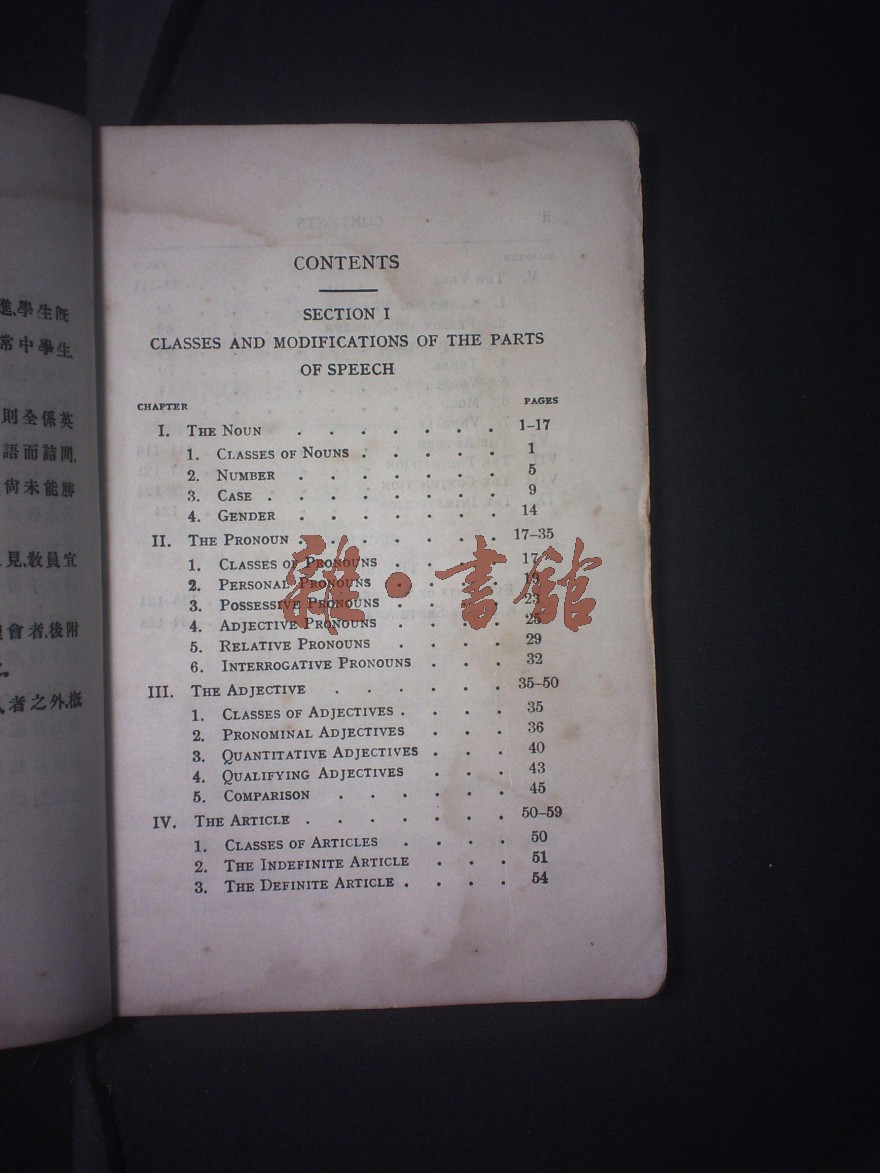 進,學生既
常中學生,
則全係英
語而詰問,
尙未能勝
見,敎員宜
會者,後附
者之外,概
CONTENTS
SECTION I
CLASSES AND MODIFICATIONS OF THE PARTS
OF SPEECH
CHAPTER PAGES
I. THE NOUN . . . . . . . 1–17
1. CLASSES OF NOUNS . . . . . 1
2. NUMBER . . . . . . . 5
3. CASE . . . . . . . . 9
4. GENDER . . . . . . . 14
II. THE PRONOUN . . . . . . . 17–35
1. CLASSES OF PRONOUNS . . . . 17
2. PERSONAL PRONOUNS . . . . 19
3. POSSESSIVE PRONOUNS . . . . 23
4. ADJECTIVE PRONOUNS . . . . 25
5. RELATIVE PRONOUNS . . . . 29
6. INTERROGATIVE PRONOUNS . . . 32
III. THE ADJECTIVE . . . . . . 35–50
1. CLASSES OF ADJECTIVES . . . . 35
2. PRONOMINAL ADJECTIVES . . . 36
3. QUANTITATIVE ADJECTIVES . . . 40
4. QUALIFYING ADJECTIVES . . . 43
5. COMPARISON . . . . . . 45
IV. THE ARTICLE . . . . . . . 50–59
1. CLASSES OF ARTICLES . . . . 50
2. THE INDEFINITE ARTICLE . . . 51
3. THE DEFINITE ARTICLE . . . . 54
雜·書館